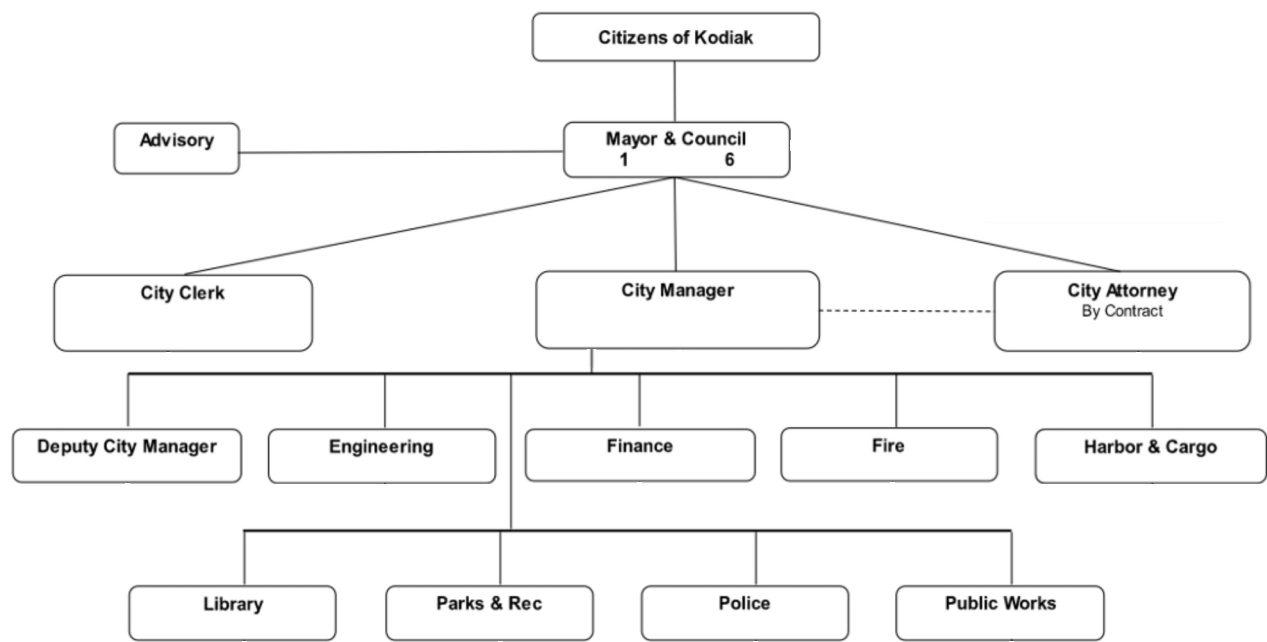 Citizens of Kodiak
Advisory
Mayor & Council
1 6
City Clerk
City Manager
City Attorney
By Contract
Deputy City Manager
Engineering
Finance
Fire
Harbor & Cargo
Library
Parks & Rec
Police
Public Works